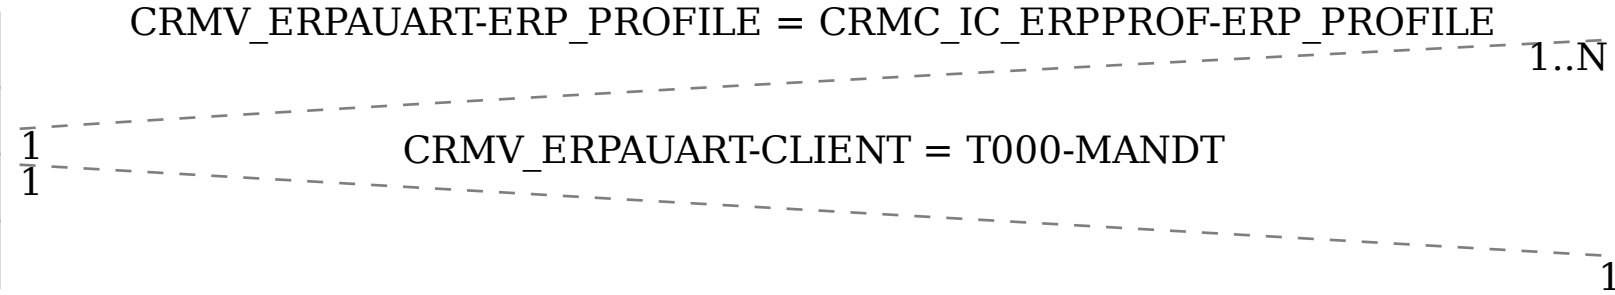 CRMV_ERPAUART-ERP_PROFILE = CRMC_IC_ERPPROF-ERP_PROFILE
1..N
1
CRMV_ERPAUART-CLIENT = T000-MANDT
1
1